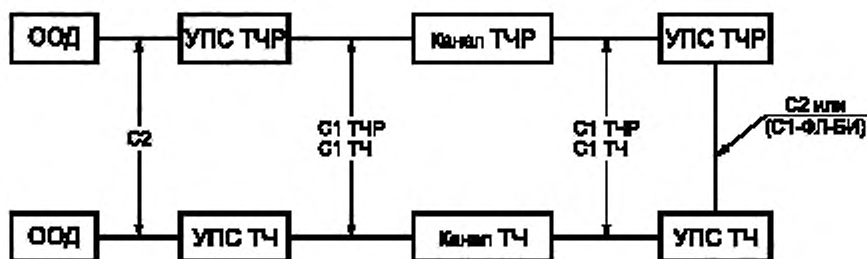 ООД
УПС ТЧР
Канал ТЧР
УПС ТЧР
С2
С1 ТЧР
С1 ТЧ
С1 ТЧР
С1 ТЧ
С2 или
(С1-ФЛ-БИ)
ООД
УПС ТЧ
Канал ТЧ
УПС ТЧ